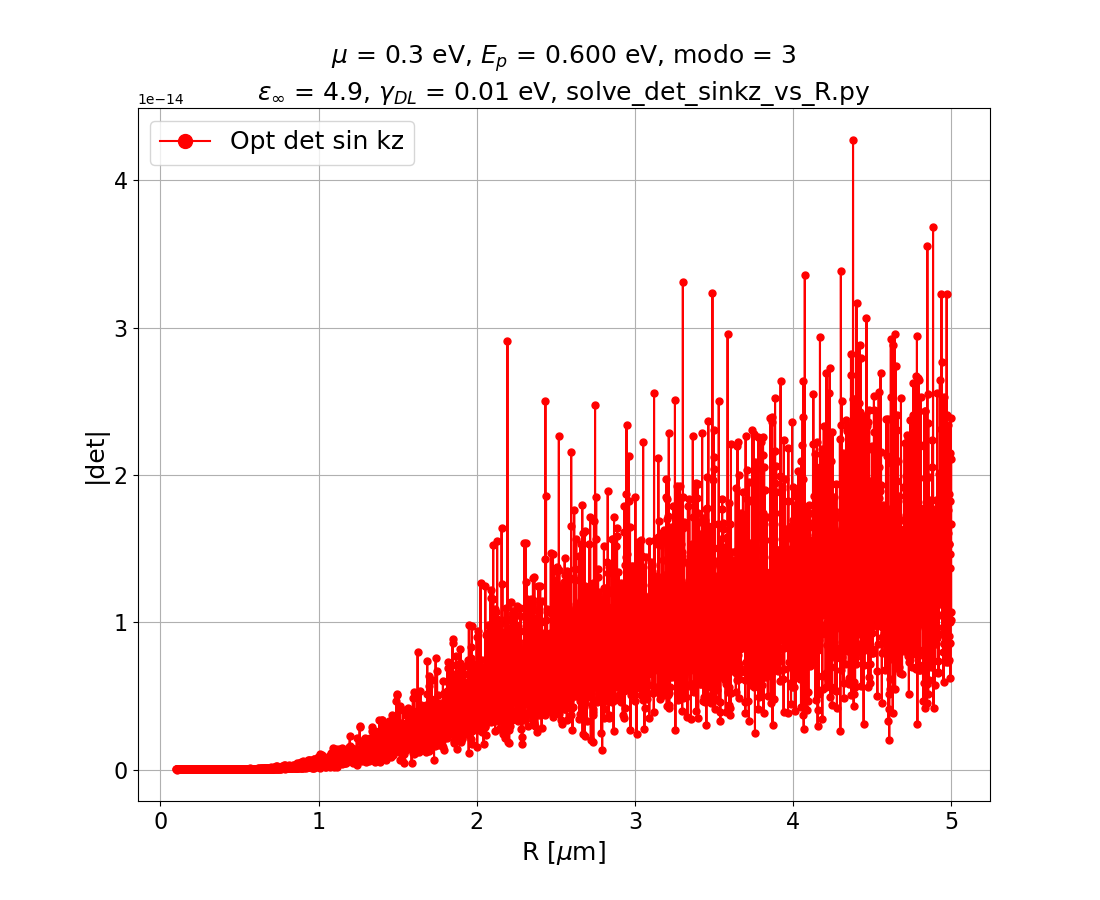 μ = 0.3 eV, E_p = 0.600 eV, modo = 3
ε_∞ = 4.9, γ_DL = 0.01 eV, solve_det_sinkz_vs_R.py
1e−14
Opt det sin kz
4
3
2
1
0
|det|
0 1 2 3 4 5
R [μm]